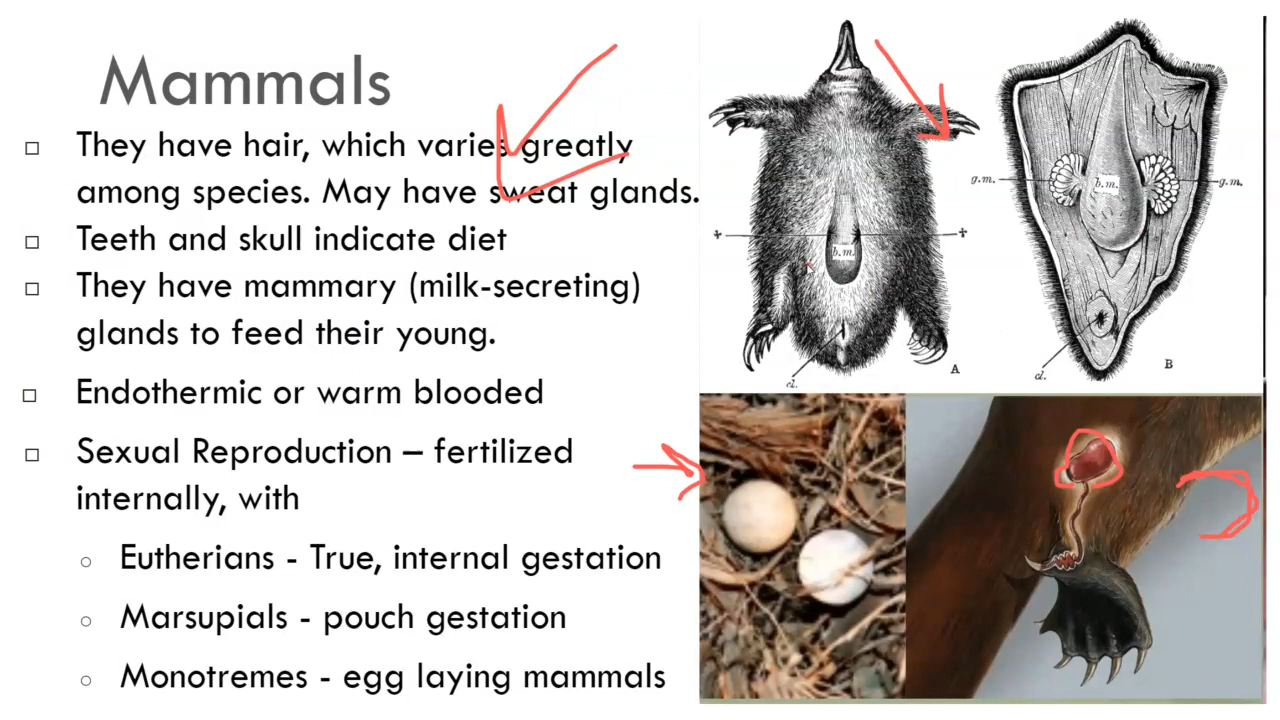 Mammals
□ They have hair, which varies greatly
among species. May have sweat glands.
□ Teeth and skull indicate diet
□ They have mammary (milk-secreting)
glands to feed their young.
□ Endothermic or warm blooded
□ Sexual Reproduction – fertilized
internally, with
○ Eutherians - True, internal gestation
○ Marsupials - pouch gestation
○ Monotremes - egg laying mammals
b.m.
cl.
A
g.m.
b.m.
g.m.
cl.
B